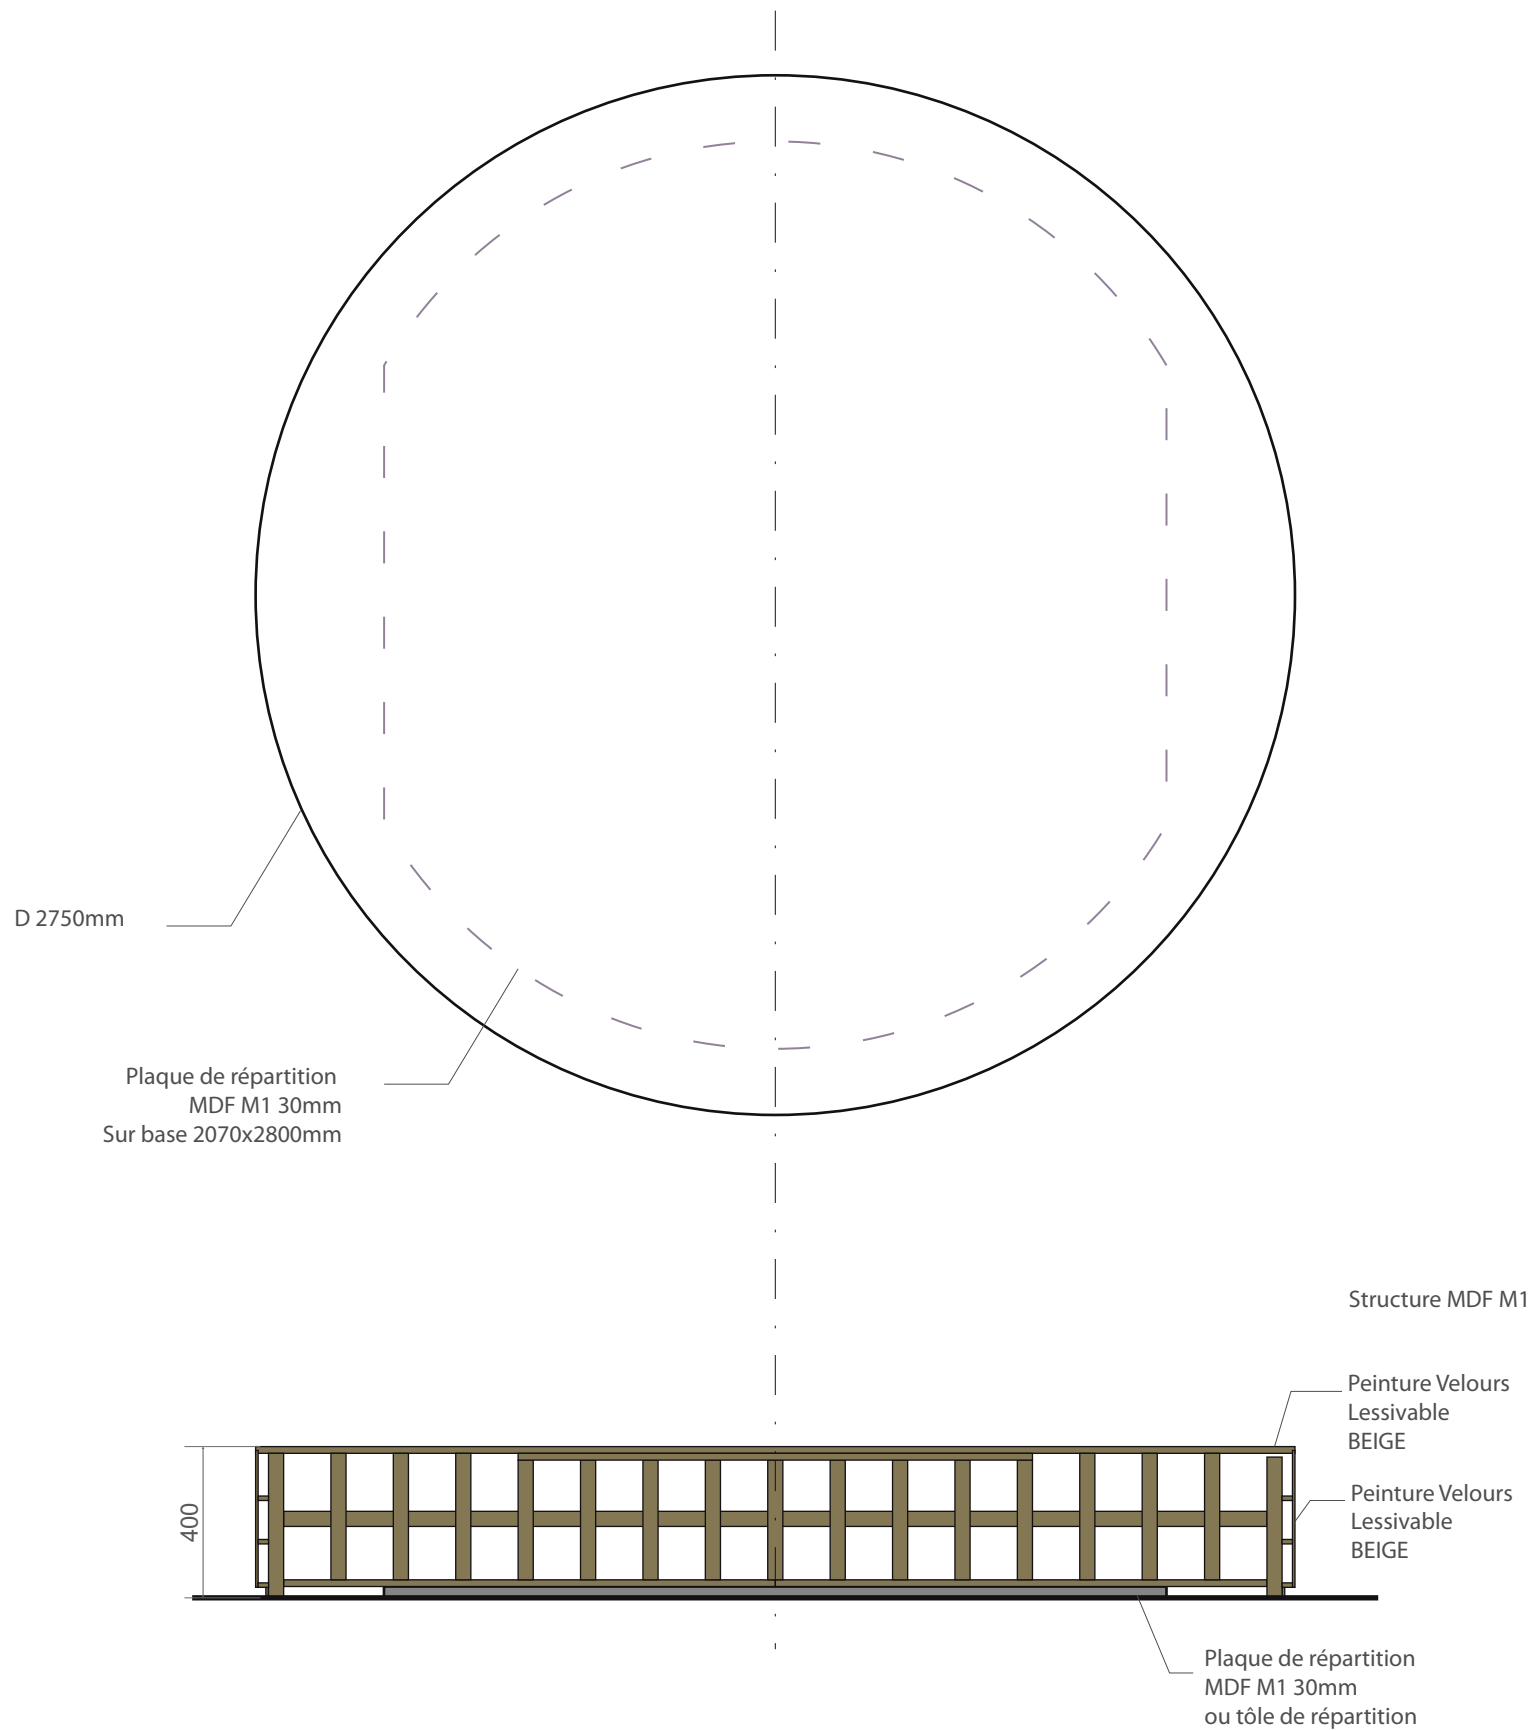 D 2750mm
Plaque de répartition
MDF M1 30mm
Sur base 2070x2800mm
Structure MDF M1
Peinture Velours
Lessivable
BEIGE
400
Peinture Velours
Lessivable
BEIGE
Plaque de répartition
MDF M1 30mm
ou tôle de répartition